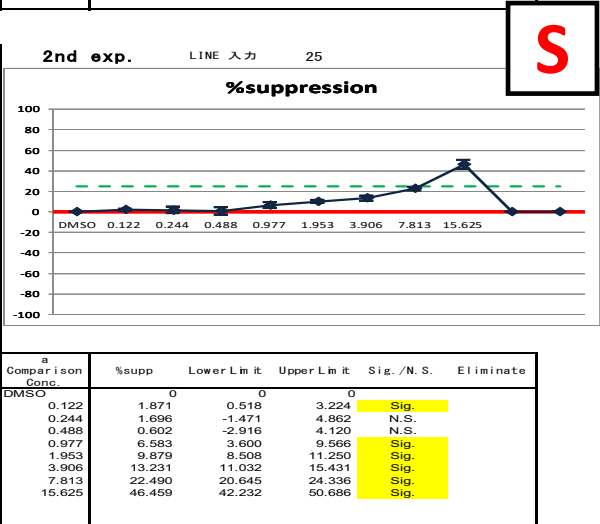 S
2nd exp. LINE 入力 25
%suppression
100
80
60
40
20
0
-20
-40
-60
-80
-100
DMSO 0.122 0.244 0.488 0.977 1.953 3.906 7.813 15.625
a
Comparison %supp LowerLimit UpperLimit Sig./N.S. Eliminate
Conc.
DMSO 0 0 0
0.122 1.871 0.518 3.224 Sig.
0.244 1.696 -1.471 4.862 N.S.
0.488 0.602 -2.916 4.120 N.S.
0.977 6.583 3.600 9.566 Sig.
1.953 9.879 8.508 11.250 Sig.
3.906 13.231 11.032 15.431 Sig.
7.813 22.490 20.645 24.336 Sig.
15.625 46.459 42.232 50.686 Sig.